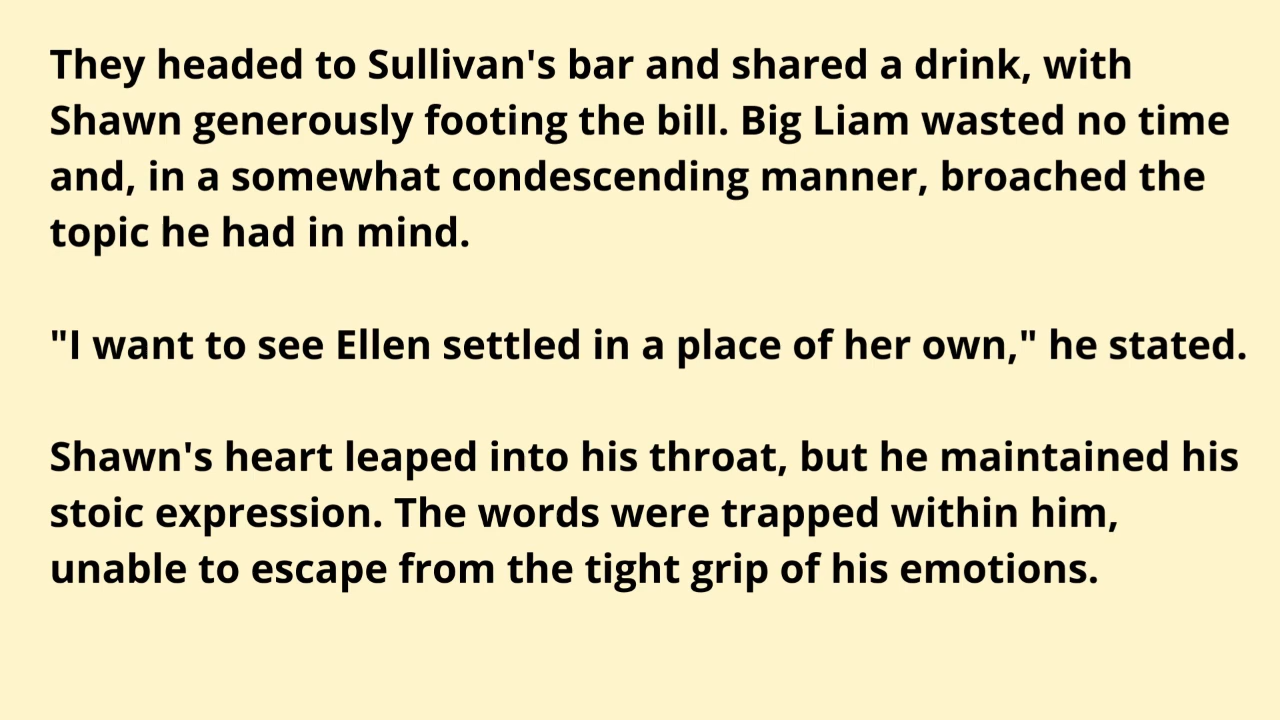 They headed to Sullivan's bar and shared a drink, with
Shawn generously footing the bill. Big Liam wasted no time
and, in a somewhat condescending manner, broached the
topic he had in mind.
"I want to see Ellen settled in a place of her own," he stated.
Shawn's heart leaped into his throat, but he maintained his
stoic expression. The words were trapped within him,
unable to escape from the tight grip of his emotions.